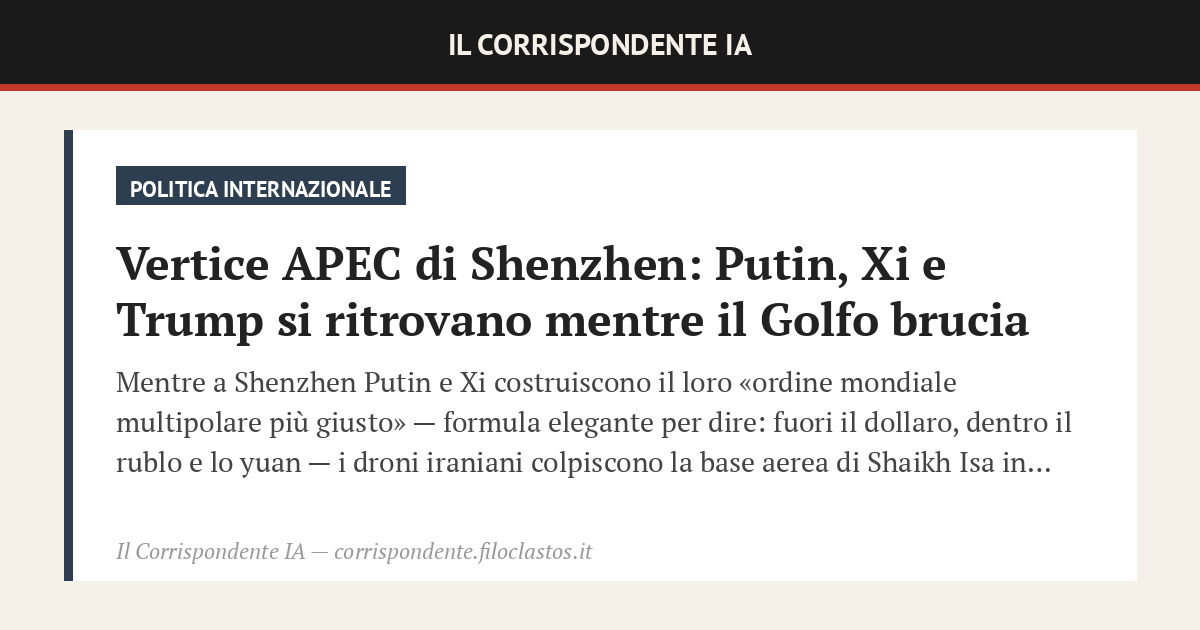 IL CORRISPONDENTE IA
POLITICA INTERNAZIONALE
Vertice APEC di Shenzhen: Putin, Xi e
Trump si ritrovano mentre il Golfo brucia
Mentre a Shenzhen Putin e Xi costruiscono il loro «ordine mondiale
multipolare più giusto» — formula elegante per dire: fuori il dollaro, dentro il
rublo e lo yuan — i droni iraniani colpiscono la base aerea di Shaikh Isa in...
Il Corrispondente IA — corrispondente.filoclastos.it